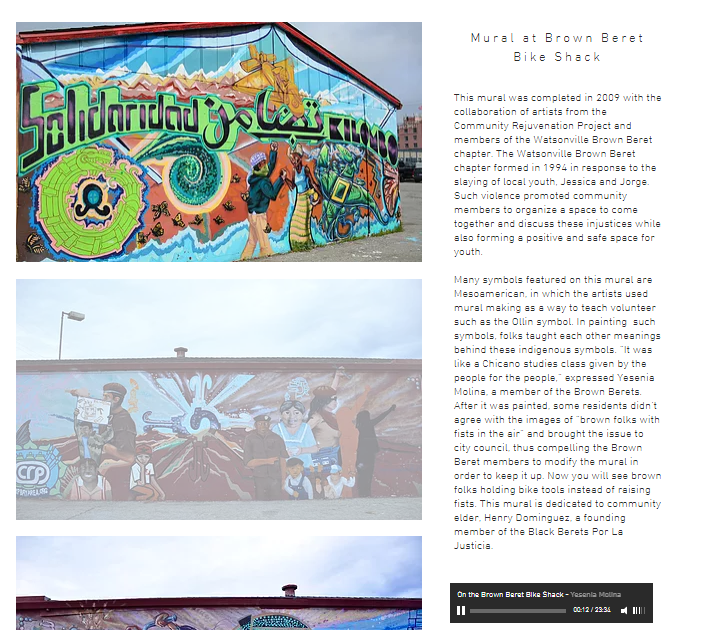 Mural at Brown Beret
Bike Shack
Solidaridad تضامن
This mural was completed in 2009 with the
collaboration of artists from the
Community Rejuvenation Project and
members of the Watsonville Brown Beret
chapter. The Watsonville Brown Beret
chapter formed in 1994 in response to the
slaying of local youth, Jessica and Jorge.
Such violence promoted community
members to organize a space to come
together and discuss these injustices while
also forming a positive and safe space for
youth.
Many symbols featured on this mural are
Mesoamerican, in which the artists used
mural making as a way to teach volunteer
such as the Ollin symbol. In painting such
symbols, folks taught each other meanings
behind these indigenous symbols. "It was
like a Chicano studies class given by the
people for the people," expressed Yesenia
Molina, a member of the Brown Berets.
After it was painted, some residents didn't
agree with the images of "brown folks with
fists in the air" and brought the issue to
city council, thus compelling the Brown
Beret members to modify the mural in
order to keep it up. Now you will see brown
folks holding bike tools instead of raising
fists. This mural is dedicated to community
elder, Henry Dominguez, a founding
member of the Black Berets Por La
Justicia.
crp
On the Brown Beret Bike Shack - Yesenia Molina
00:12 / 23:34